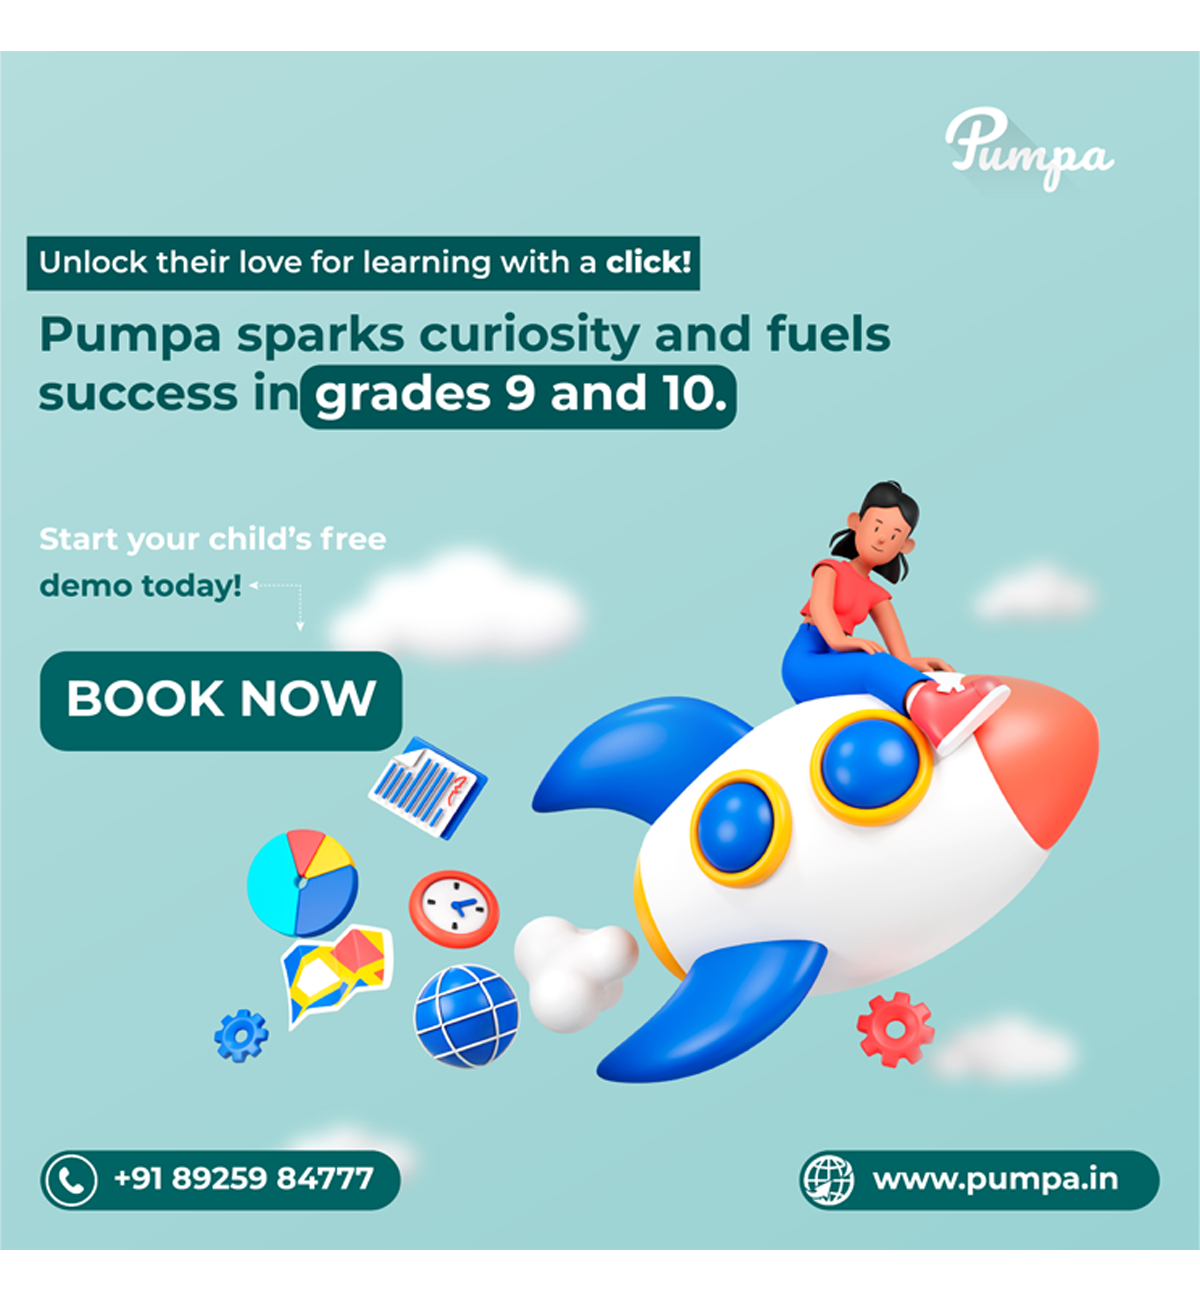 Pumpa
Unlock their love for learning with a click!
Pumpa sparks curiosity and fuels
success in grades 9 and 10.
Start your child's free
demo today!
BOOK NOW
+91 89259 84777
www.pumpa.in